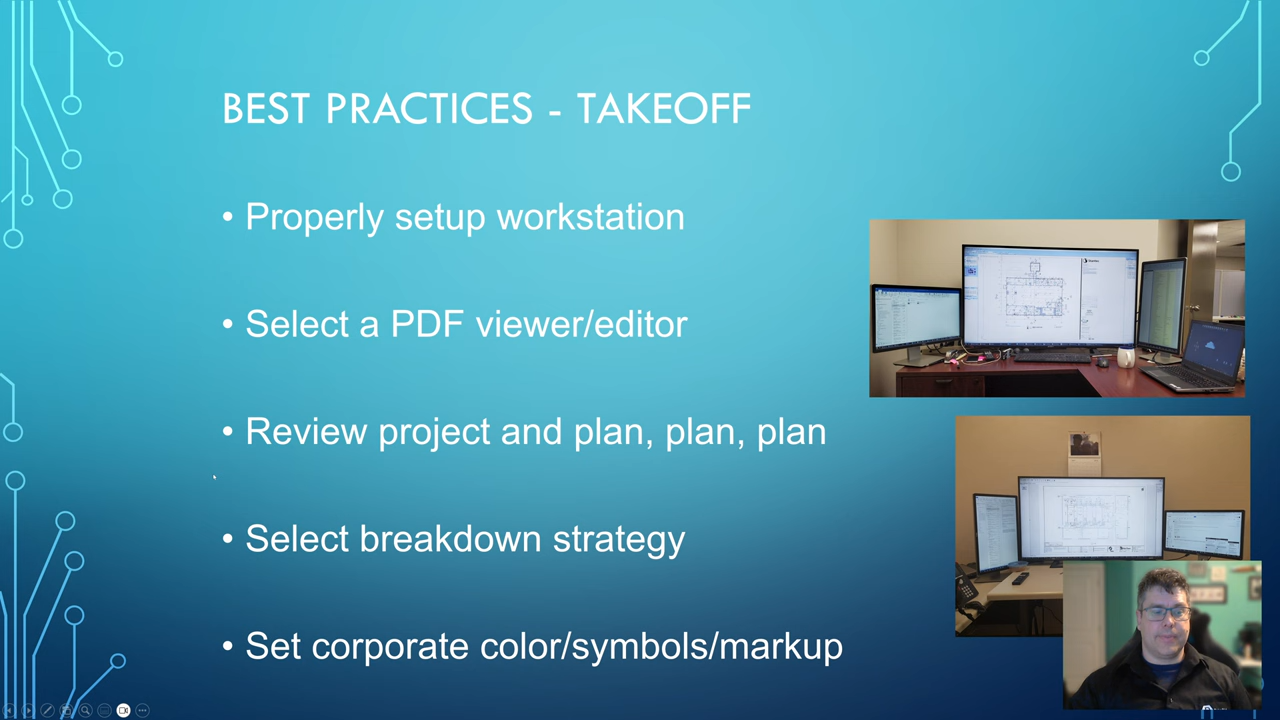 BEST PRACTICES - TAKEOFF
• Properly setup workstation
• Select a PDF viewer/editor
• Review project and plan, plan, plan
• Select breakdown strategy
• Set corporate color/symbols/markup